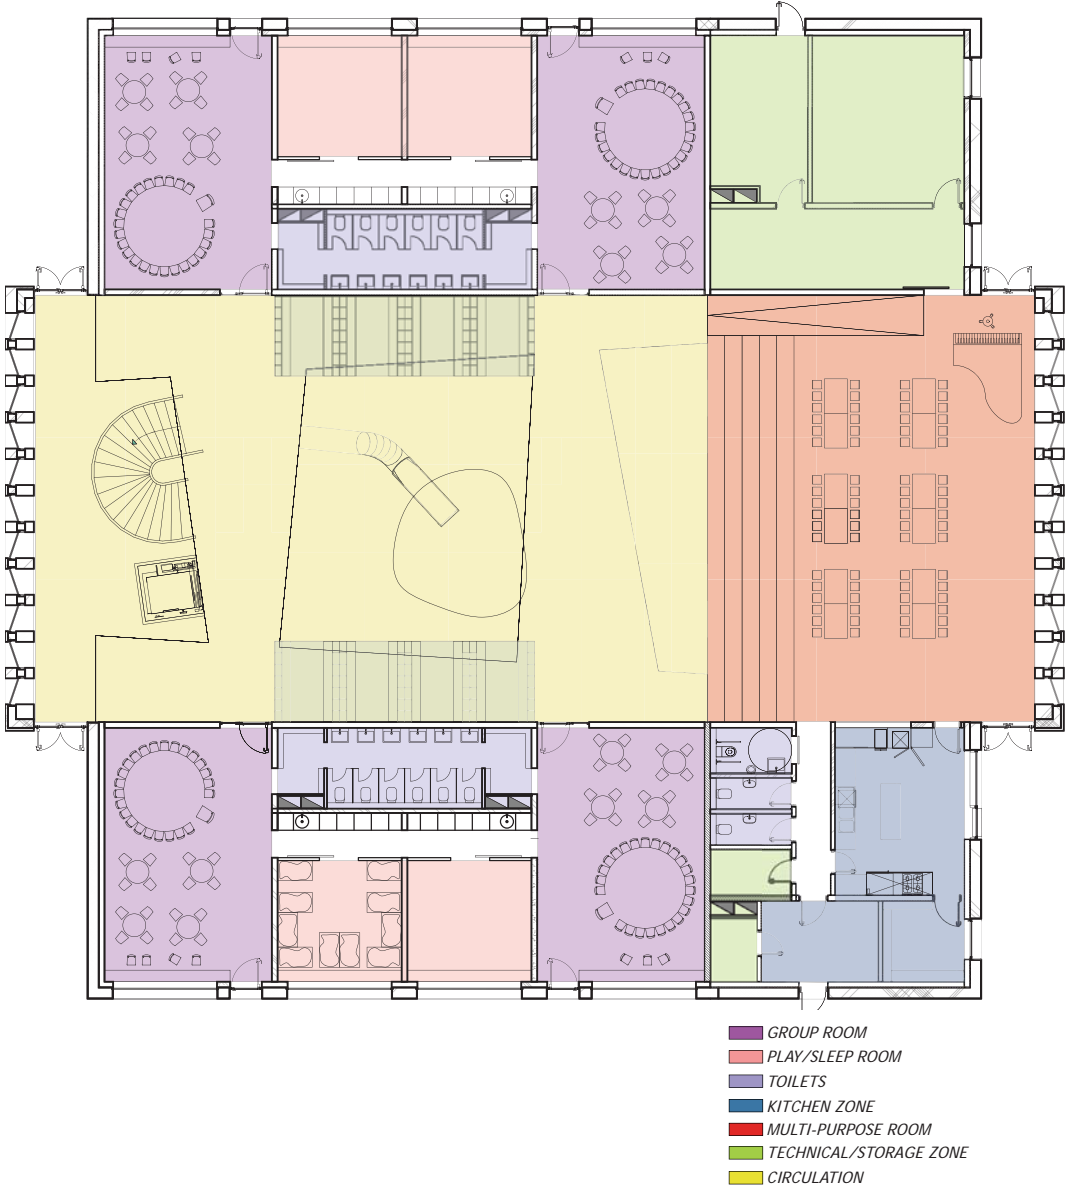 GROUP ROOM
PLAY/SLEEP ROOM
TOILETS
KITCHEN ZONE
MULTI-PURPOSE ROOM
TECHNICAL/STORAGE ZONE
CIRCULATION